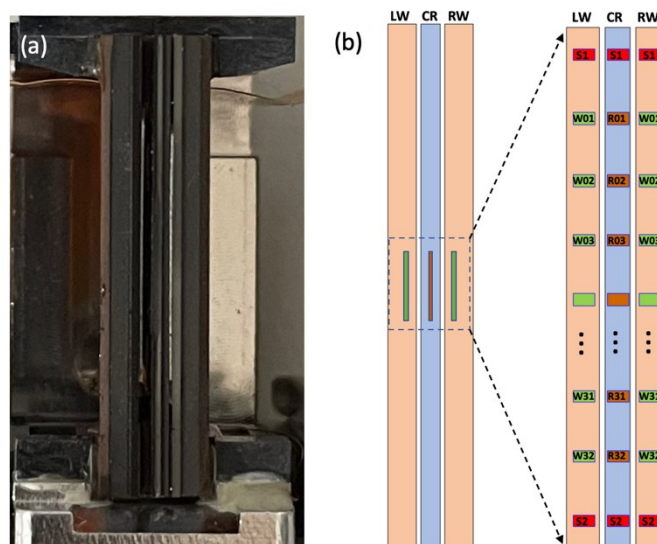 (a)
(b)
LW CR RW
LW CR RW
S1 S1 S1
W01 R01 W01
W02 R02 W02
W03 R03 W03
W31 R31 W31
W32 R32 W32
S2 S2 S2